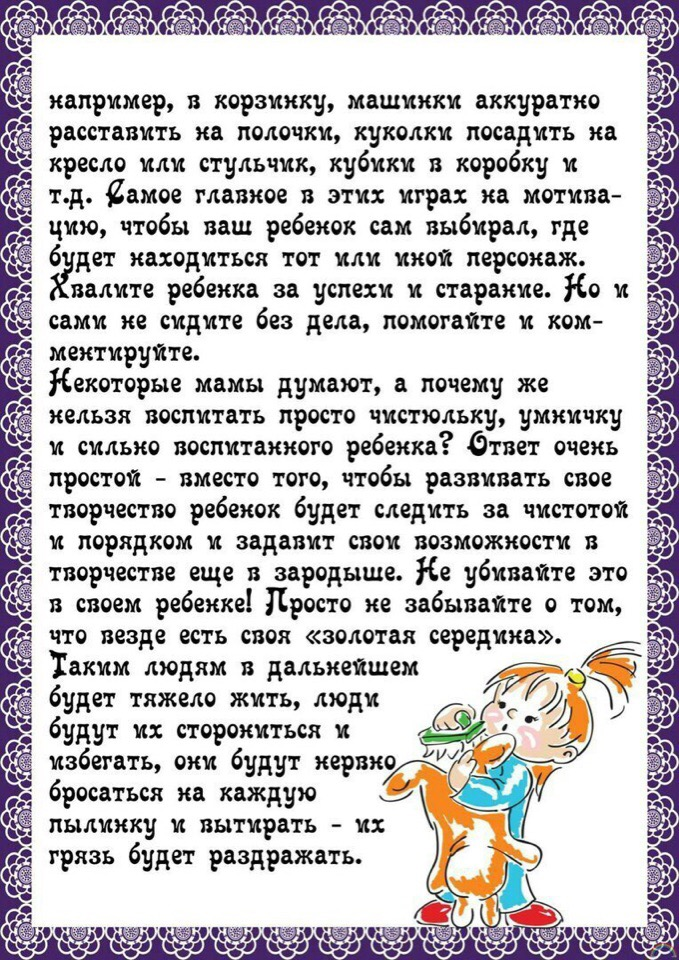 например, в корзинку, машинки аккуратно
расставить на полочки, куколки посадить на
кресло или стульчик, кубики в коробку и
т.д. Самое главное в этих играх на мотива-
цию, чтобы ваш ребенок сам выбирал, где
будет находиться тот или иной персонаж.
Хвалите ребенка за успехи и старание. Но и
сами не сидите без дела, помогайте и ком-
ментируйте.
Некоторые мамы думают, а почему же
нельзя воспитать просто чистюльку, умничку
и сильно воспитанного ребенка? Ответ очень
простой - вместо того, чтобы развивать свое
творчество ребенок будет следить за чистотой
и порядком и задавит свои возможности в
творчестве еще в зародыше. Не убивайте это
в своем ребенке! Просто не забывайте о том,
что везде есть своя «золотая середина».
Таким людям в дальнейшем
будет тяжело жить, люди
будут их сторониться и
избегать, они будут нервно
бросаться на каждую
пылинку и вытирать - их
грязь будет раздражать.